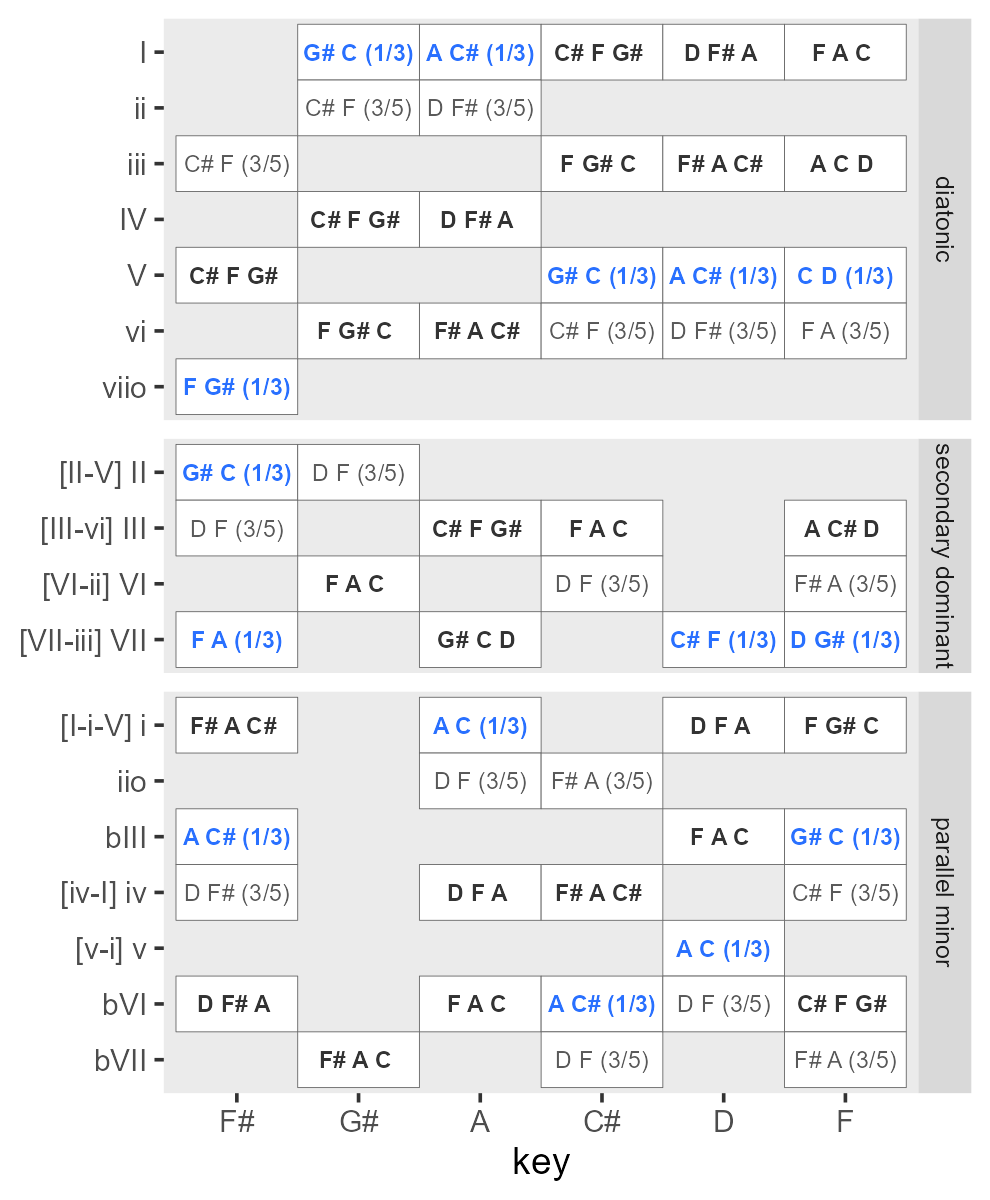 I G# C (1/3) A C# (1/3) C# F G# D F# A F A C
ii C# F (3/5) D F# (3/5)
iii C# F (3/5) F G# C F# A C# A C D
IV C# F G# D F# A
V C# F G# G# C (1/3) A C# (1/3) C D (1/3)
vi F G# C F# A C# C# F (3/5) D F# (3/5) F A (3/5)
viio F G# (1/3)
diatonic
[II-V] II G# C (1/3) D F (3/5)
[III-vi] III D F (3/5) C# F G# F A C A C# D
[VI-ii] VI F A C D F (3/5) F# A (3/5)
[VII-iii] VII F A (1/3) G# C D C# F (1/3) D G# (1/3)
secondary dominant
[I-i-V] i F# A C# A C (1/3) D F A F G# C
iio D F (3/5) F# A (3/5)
bIII A C# (1/3) F A C G# C (1/3)
[iv-I] iv D F# (3/5) D F A F# A C# C# F (3/5)
[v-i] v A C (1/3)
bVI D F# A F A C A C# (1/3) D F (3/5) C# F G#
bVII F# A C D F (3/5) F# A (3/5)
parallel minor
F# G# A C# D F
key